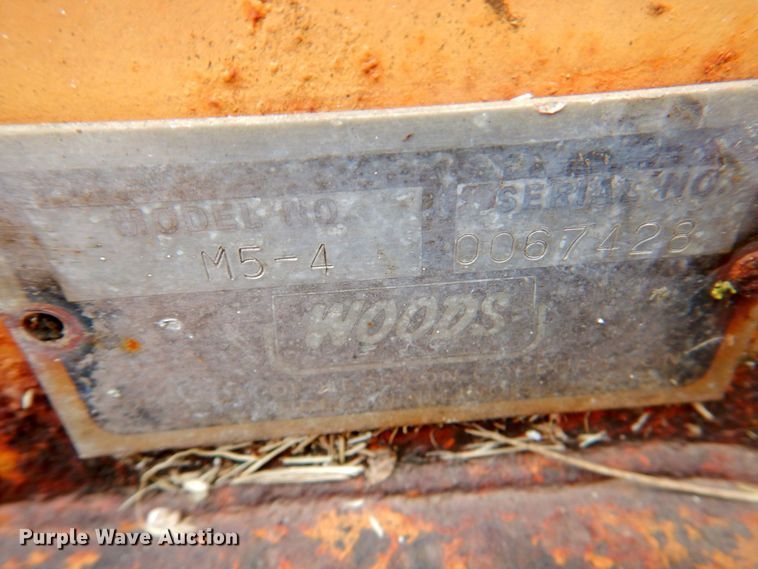 MODEL NO. SERIAL NO.
M5-4 0067428
WOODS
Purple Wave Auction